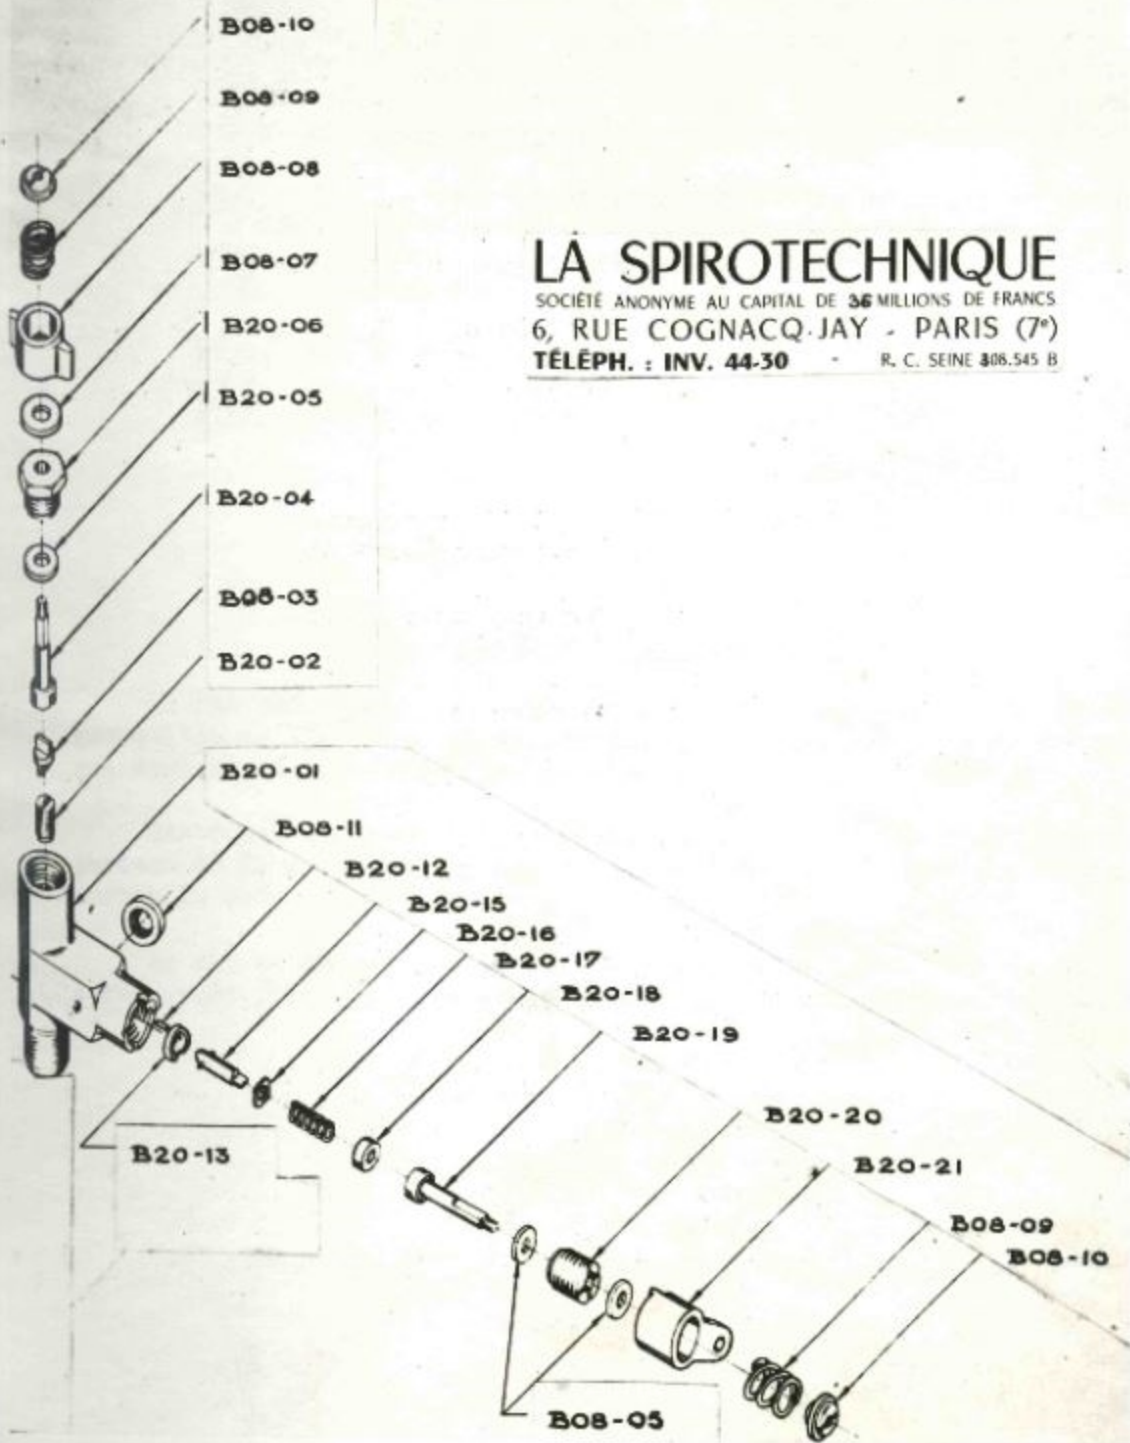 B08-10
B08-09
B08-08
B08-07
B20-06
B20-05
B20-04
B08-03
B20-02
B20-01
LA SPIROTECHNIQUE
SOCIÉTÉ ANONYME AU CAPITAL DE 36 MILLIONS DE FRANCS
6, RUE COGNACQ-JAY - PARIS (7e)
TÉLÉPH. : INV. 44-30 - R. C. SEINE 308.545 B
B08-11
B20-12
B20-15
B20-16
B20-17
B20-18
B20-19
B20-20
B20-21
B08-09
B08-10
B20-13
B08-05